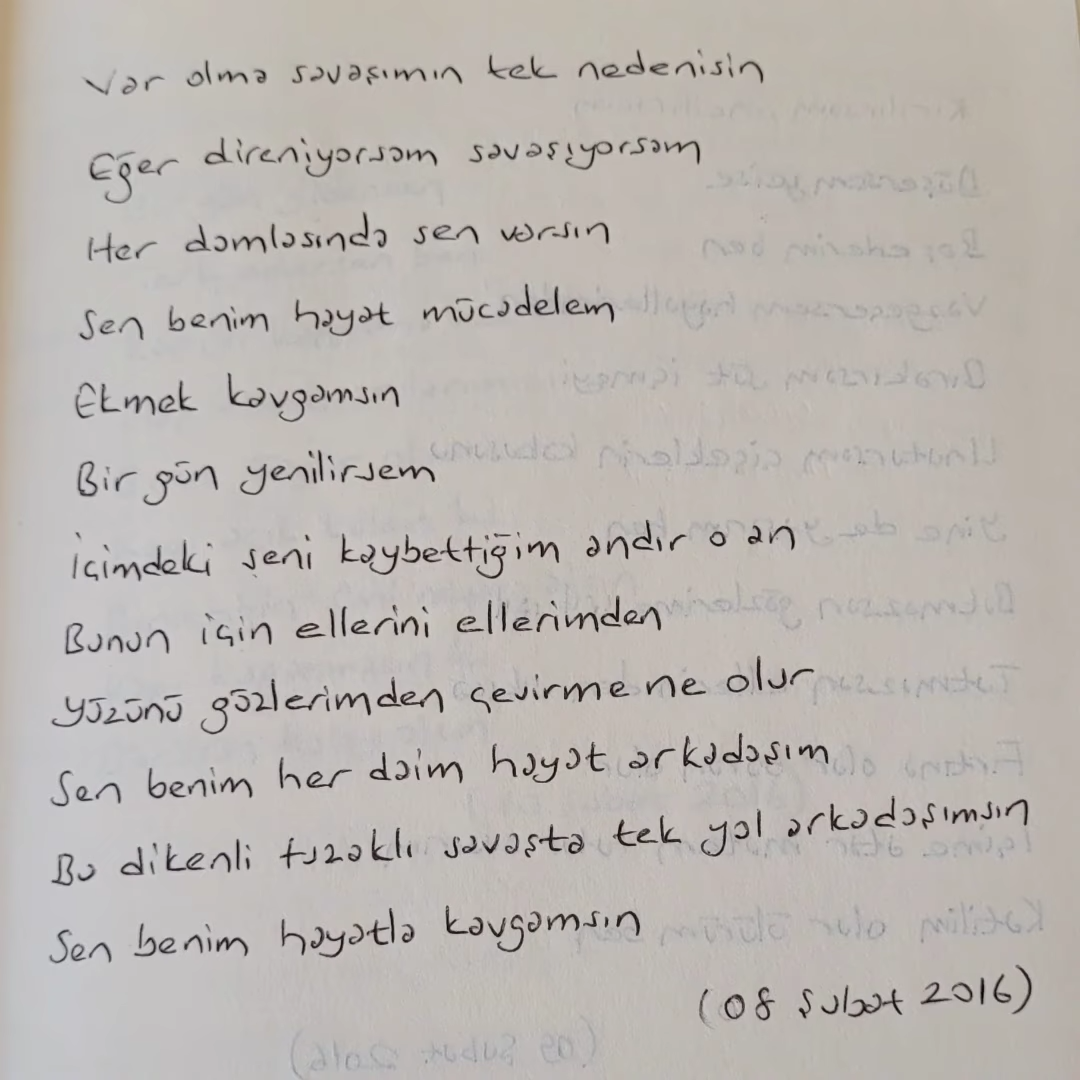 Var olma savaşımın tek nedenisin
Eğer direniyorsam savaşıyorsam
Her damlasında sen varsın
Sen benim hayat mücadelem
Ekmek kavgamsın
Bir gün yenilirsem
İçimdeki seni kaybettiğim andır o an
Bunun için ellerini ellerimden
Yüzünü gözlerimden çevirme ne olur
Sen benim her daim hayat arkadaşım
Bu dikenli tuzaklı savaşta tek yol arkadaşımsın
Sen benim hayatla kavgamsın
(08 Şubat 2016)